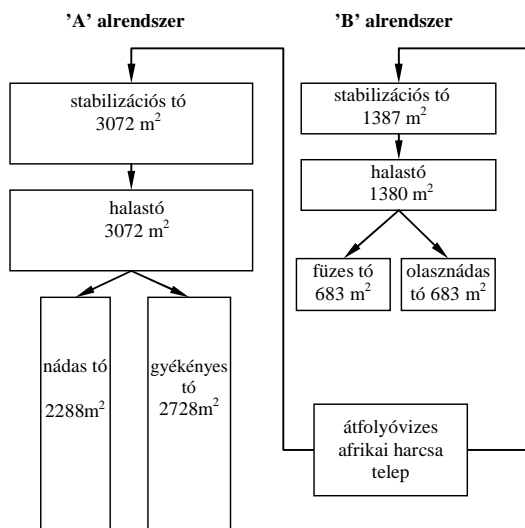 'A' alrendszer
'B' alrendszer
stabilizációs tó
3072 m²
halastó
3072 m²
nádas tó
2288m²
gyékényes
tó
2728m²
stabilizációs tó
1387 m²
halastó
1380 m²
füzes tó
683 m²
olasznádas
tó 683 m²
átfolyóvizes
afrikai harcsa
telep